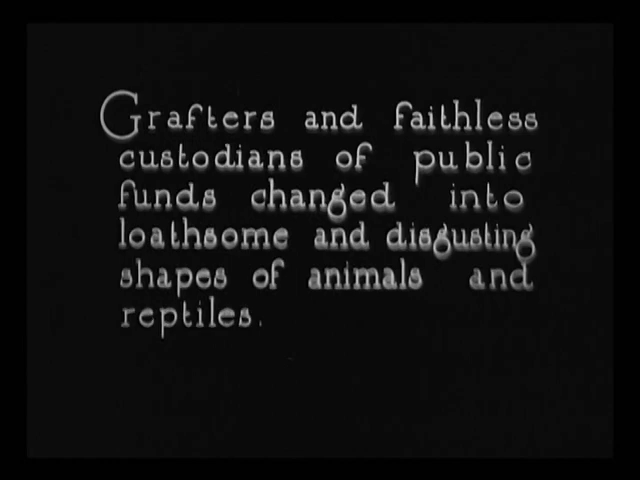 Grafters and faithless
custodians of public
funds changed into
loathsome and disgusting
shapes of animals and
reptiles.